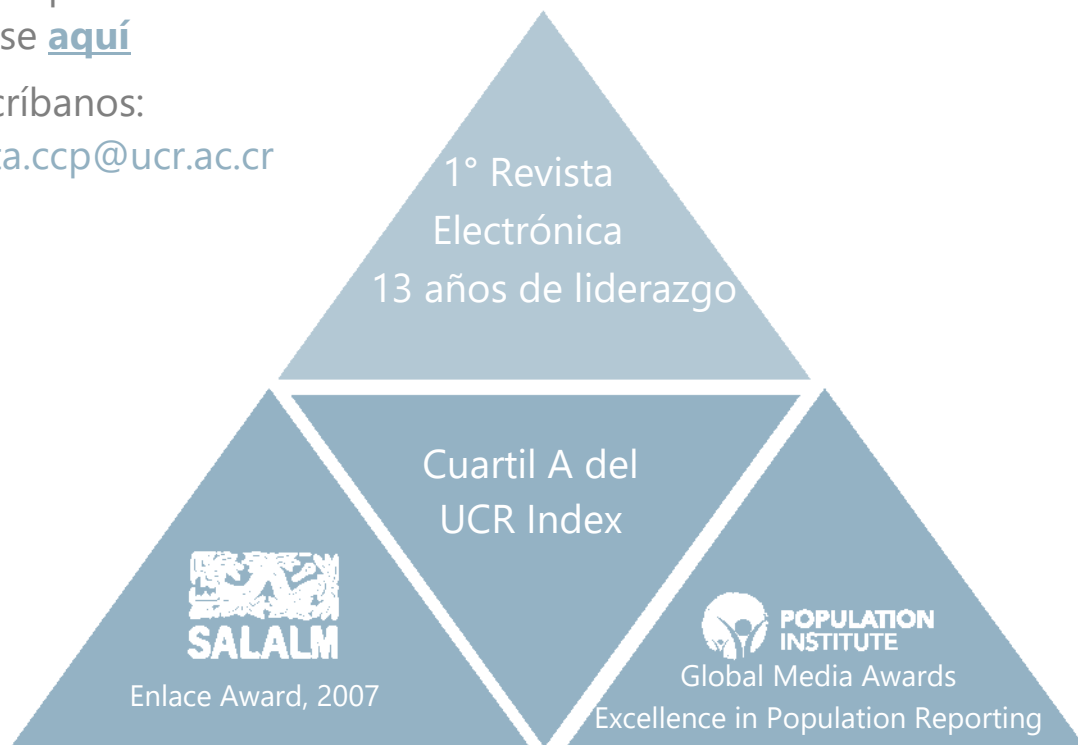 se aquí
críbanos:
ta.ccp@ucr.ac.cr
1° Revista
Electrónica
13 años de liderazgo
Cuartil A del
UCR Index
SALALM
Enlace Award, 2007
POPULATION
INSTITUTE
Global Media Awards
Excellence in Population Reporting